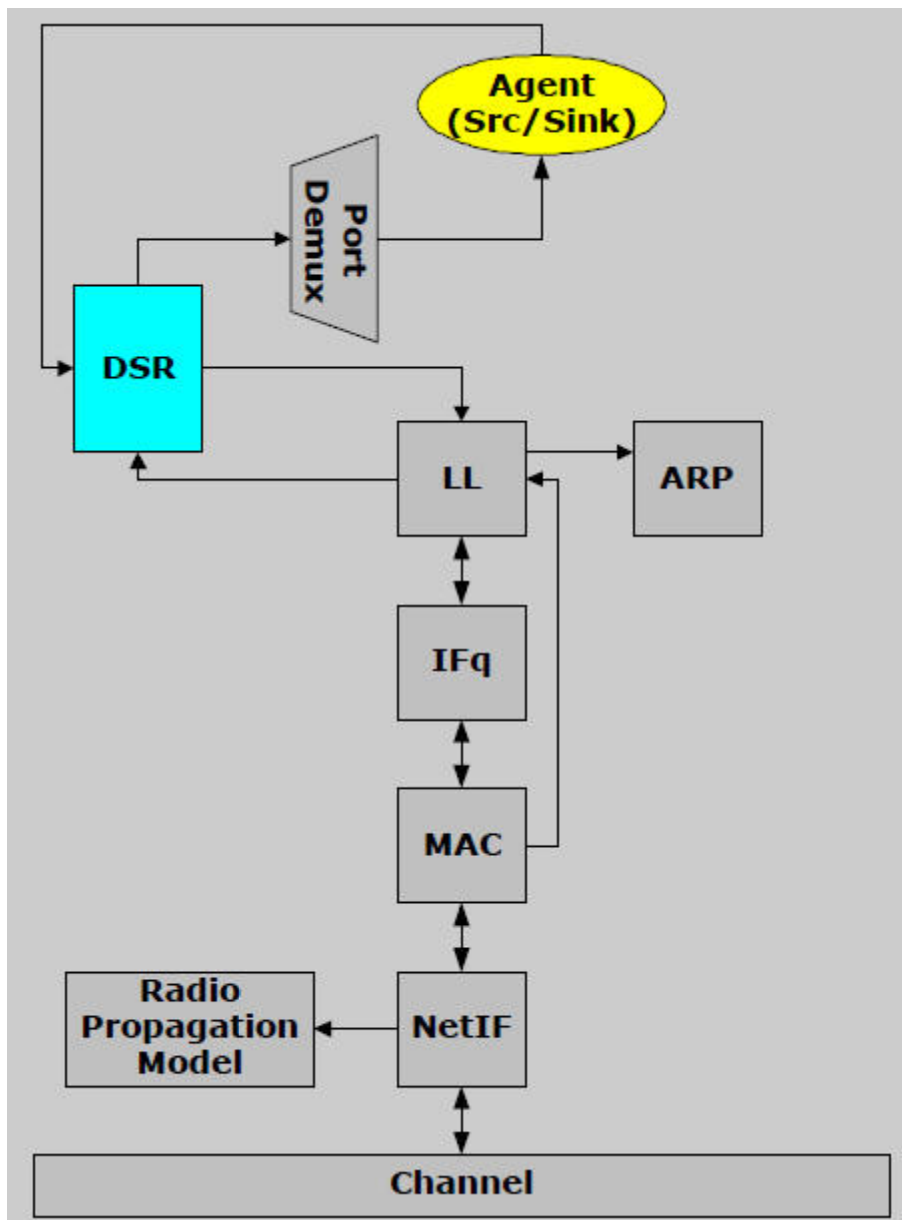 Agent
(Src/Sink)
Port
Demux
DSR
LL
ARP
IFq
MAC
Radio
Propagation
Model
NetIF
Channel